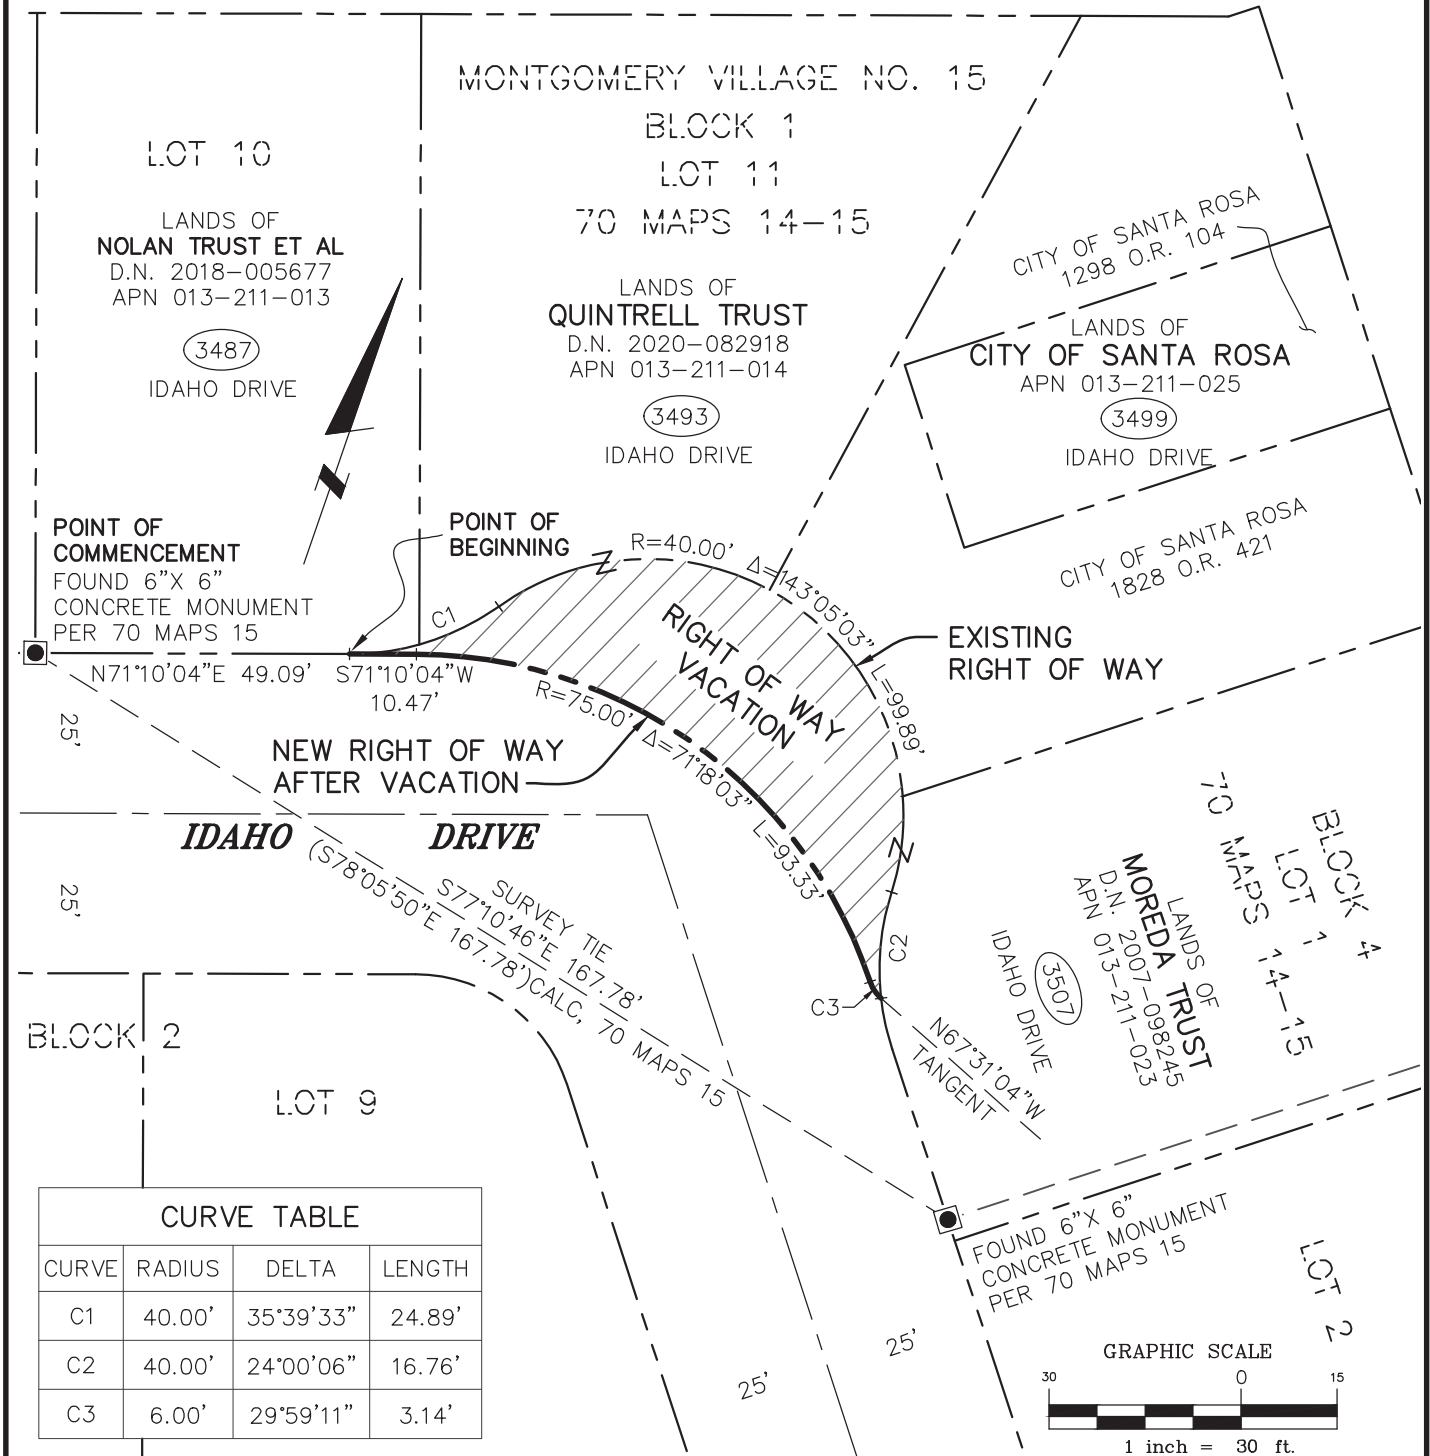 MONTGOMERY VILLAGE NO. 15
BLOCK 1
LOT 11
70 MAPS 14-15
LOT 10
LANDS OF
NOLAN TRUST ET AL
D.N. 2018-005677
APN 013-211-013
3487
IDAHO DRIVE
LANDS OF
QUINTRELL TRUST
D.N. 2020-082918
APN 013-211-014
3493
IDAHO DRIVE
CITY OF SANTA ROSA
1298 O.R. 104
LANDS OF
CITY OF SANTA ROSA
APN 013-211-025
3499
IDAHO DRIVE
CITY OF SANTA ROSA
1828 O.R. 421
POINT OF
COMMENCEMENT
FOUND 6"X 6"
CONCRETE MONUMENT
PER 70 MAPS 15
POINT OF
BEGINNING
R=40.00'
Δ=143°05'03"
L=99.89'
C1
RIGHT OF WAY
VACATION
EXISTING
RIGHT OF WAY
N71°10'04"E 49.09'
S71°10'04"W
10.47'
R=75.00'
Δ=71°18'03"
L=93.33'
25'
NEW RIGHT OF WAY
AFTER VACATION
IDAHO DRIVE
25'
SURVEY TIE
S77°10'46"E 167.78'
(S78°05'50"E 167.78')CALC, 70 MAPS 15
C2
C3
N67°31'04"W
TANGENT
BLOCK 4
LOT 1
70 MAPS 14-15
LANDS OF
MOREDA TRUST
D.N. 2007-098245
APN 013-211-023
3507
IDAHO DRIVE
BLOCK 2
LOT 9
FOUND 6"X 6"
CONCRETE MONUMENT
PER 70 MAPS 15
LOT 2
25'
25'
CURVE TABLE
CURVE RADIUS DELTA LENGTH
C1 40.00' 35°39'33" 24.89'
C2 40.00' 24°00'06" 16.76'
C3 6.00' 29°59'11" 3.14'
GRAPHIC SCALE
30 0 15
1 inch = 30 ft.